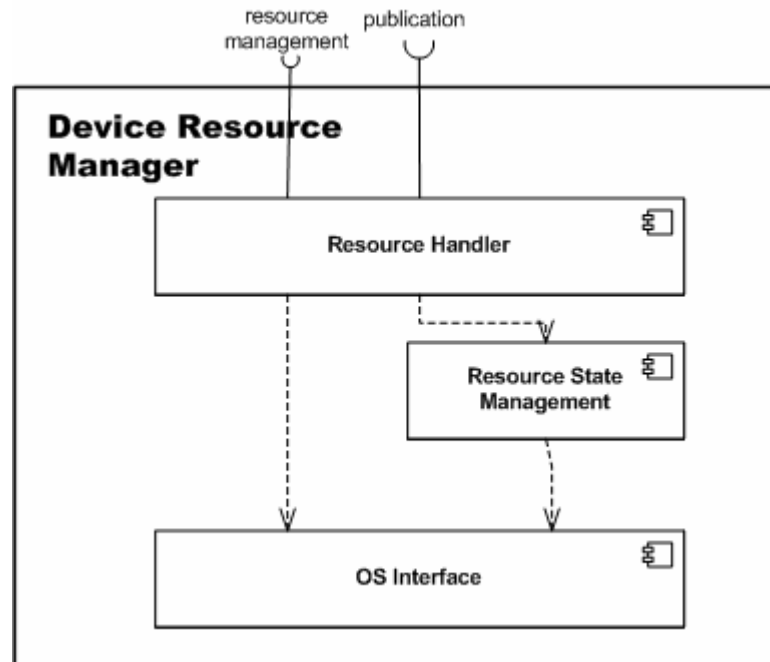 resource
management
publication
Device Resource
Manager
Resource Handler
Resource State
Management
OS Interface